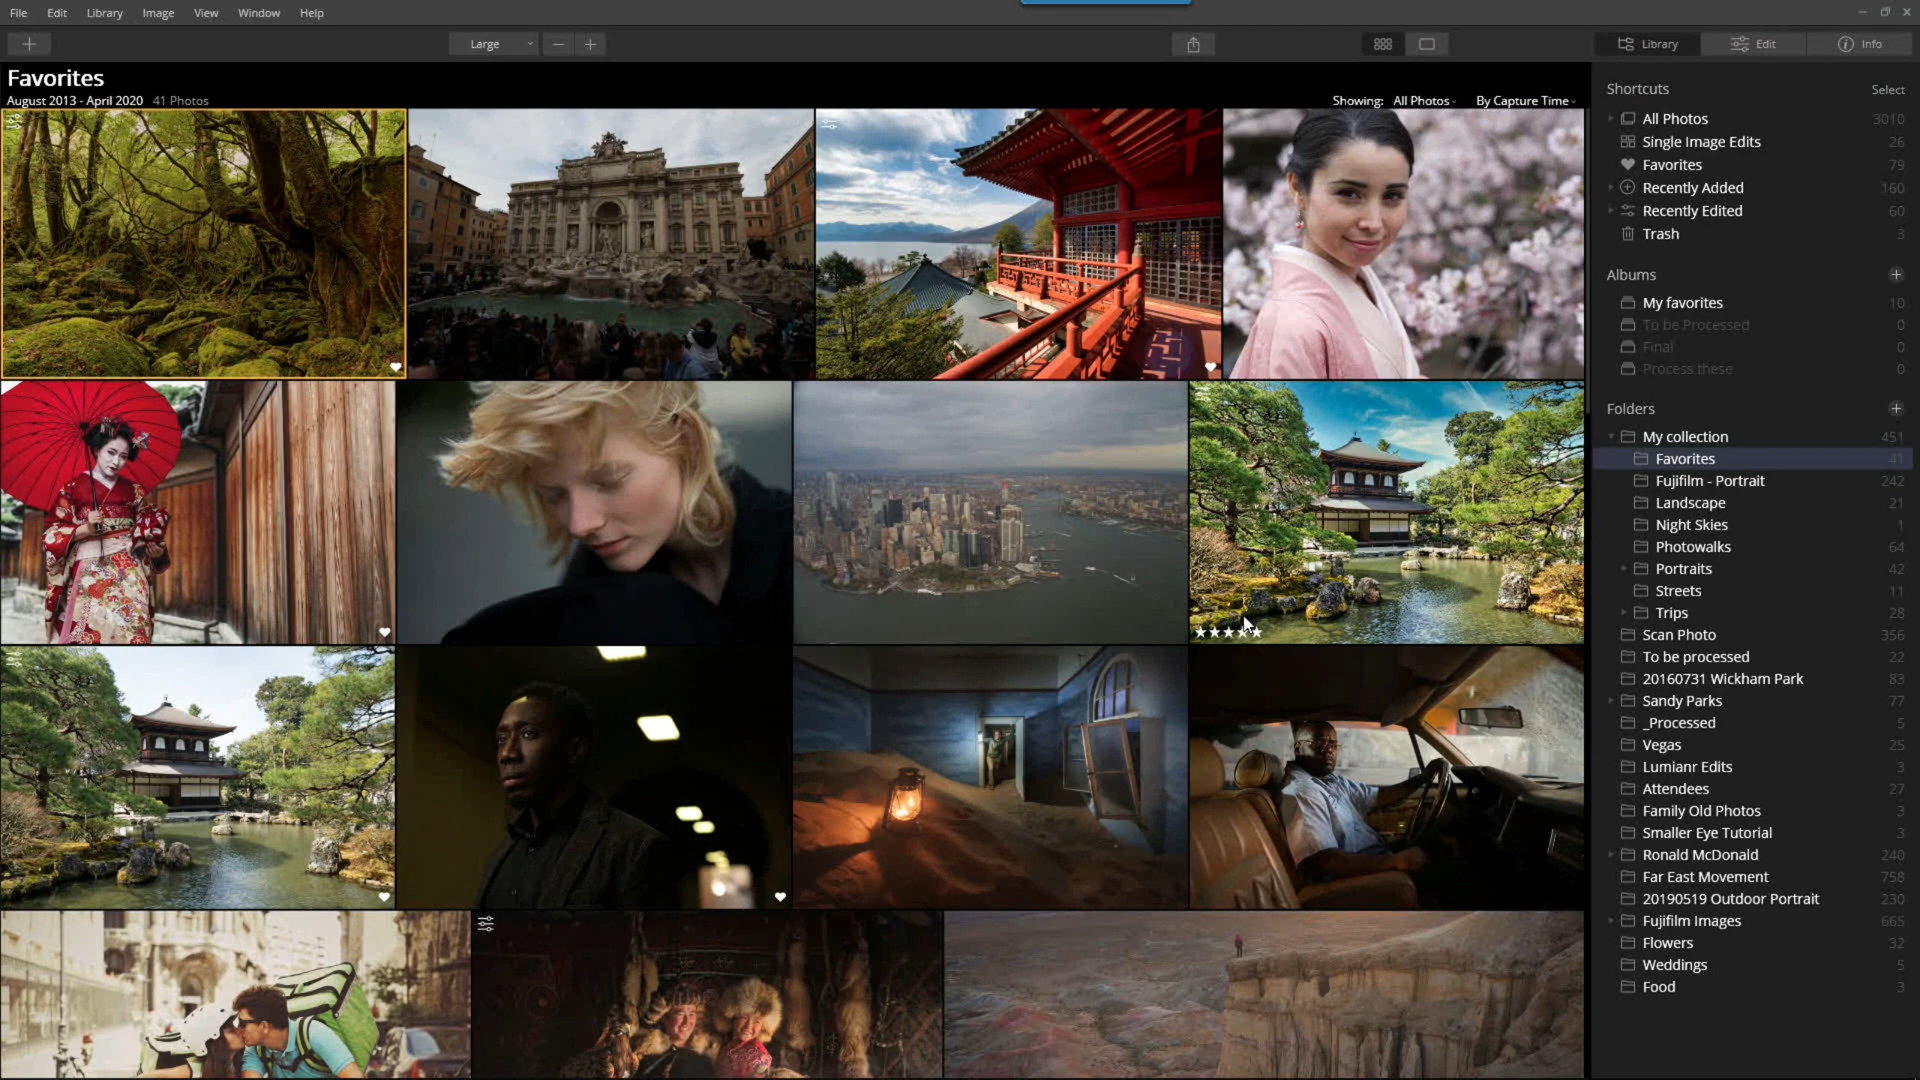 File Edit Library Image View Window Help
Large
Library Edit Info
Favorites
August 2013 - April 2020 41 Photos
Showing: All Photos By Capture Time
Shortcuts Select
All Photos 3010
Single Image Edits 26
Favorites 79
Recently Added 160
Recently Edited 60
Trash 3
Albums
My favorites 10
To be Processed 0
Final 0
Process these 0
Folders
My collection 451
Favorites 41
Fujifilm - Portrait 242
Landscape 21
Night Skies 1
Photowalks 64
Portraits 42
Streets 11
Trips 28
Scan Photo 356
To be processed 22
20160731 Wickham Park 83
Sandy Parks 77
_Processed 5
Vegas 25
Lumianr Edits 3
Attendees 27
Family Old Photos 3
Smaller Eye Tutorial 3
Ronald McDonald 240
Far East Movement 758
20190519 Outdoor Portrait 230
Fujifilm Images 665
Flowers 32
Weddings 5
Food 3